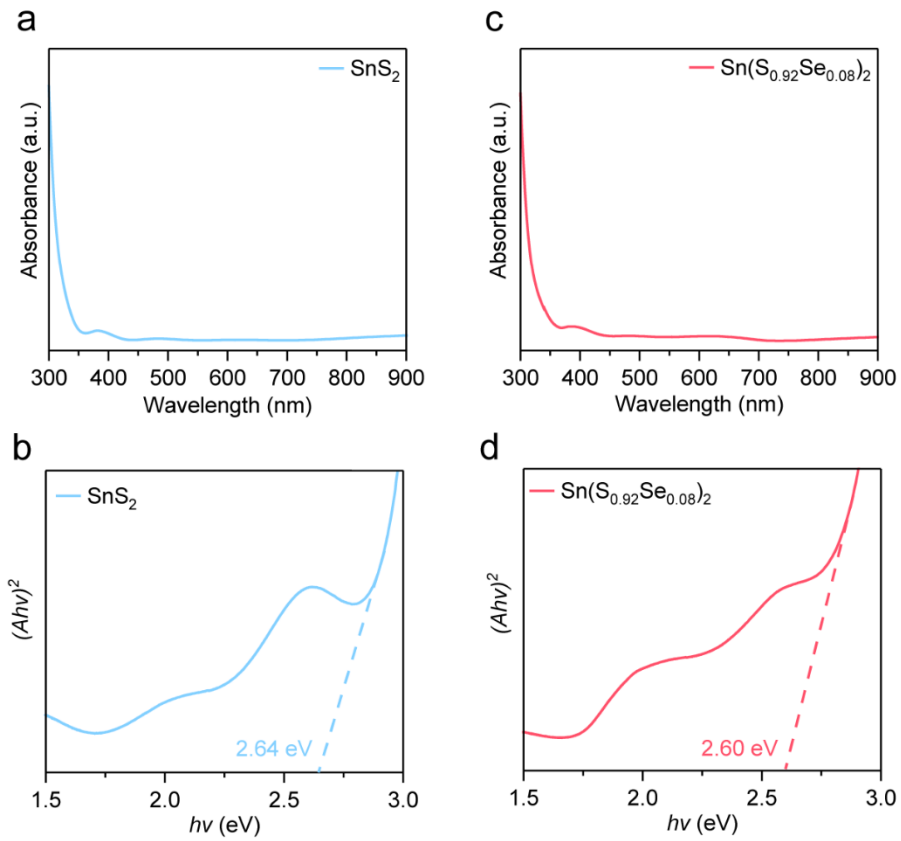 a
SnS2
Absorbance (a.u.)
300 400 500 600 700 800 900
Wavelength (nm)
c
Sn(S0.92Se0.08)2
Absorbance (a.u.)
300 400 500 600 700 800 900
Wavelength (nm)
b
SnS2
(Ahv)2
2.64 eV
1.5 2.0 2.5 3.0
hv (eV)
d
Sn(S0.92Se0.08)2
(Ahv)2
2.60 eV
1.5 2.0 2.5 3.0
hv (eV)